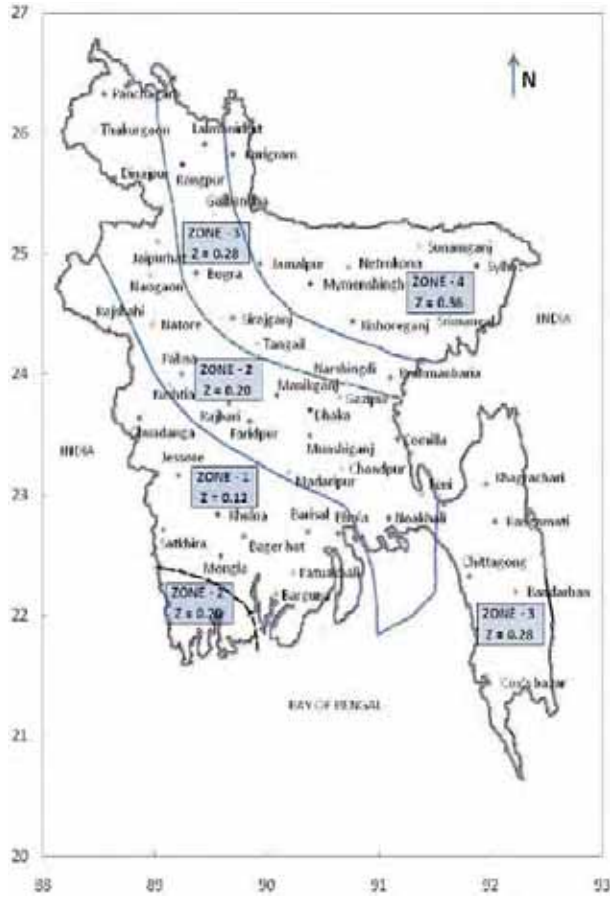 27
26
25
24
23
22
21
20
88
89
90
91
92
93
N
Panchagarh
Thakurgaon
Lalmonirhat
Kurigram
Dinajpur
Rangpur
Gaibandha
ZONE - 3
Z = 0.28
Jaipurhat
Bogra
Jamalpur
Netrokona
Sunamganj
Sylhet
Naogaon
Mymensingh
ZONE - 4
Z = 0.36
Rajshahi
Natore
Sirajganj
Kishoreganj
INDIA
Tangail
Pabna
ZONE - 2
Z = 0.20
Narshingdi
Manikganj
Gazipur
Dhaka
Rajbari
Faridpur
Chuadanga
Munshiganj
Comilla
INDIA
Jessore
Chandpur
Madaripur
Feni
Khagrachari
ZONE - 1
Z = 0.12
Khulna
Barisal
Bhola
Noakhali
Rangamati
Satkhira
Bagerhat
Mongla
Patuakhali
Chittagong
ZONE - 2
Z = 0.20
Barguna
Bandarban
ZONE - 3
Z = 0.28
Cox's bazar
BAY OF BENGAL